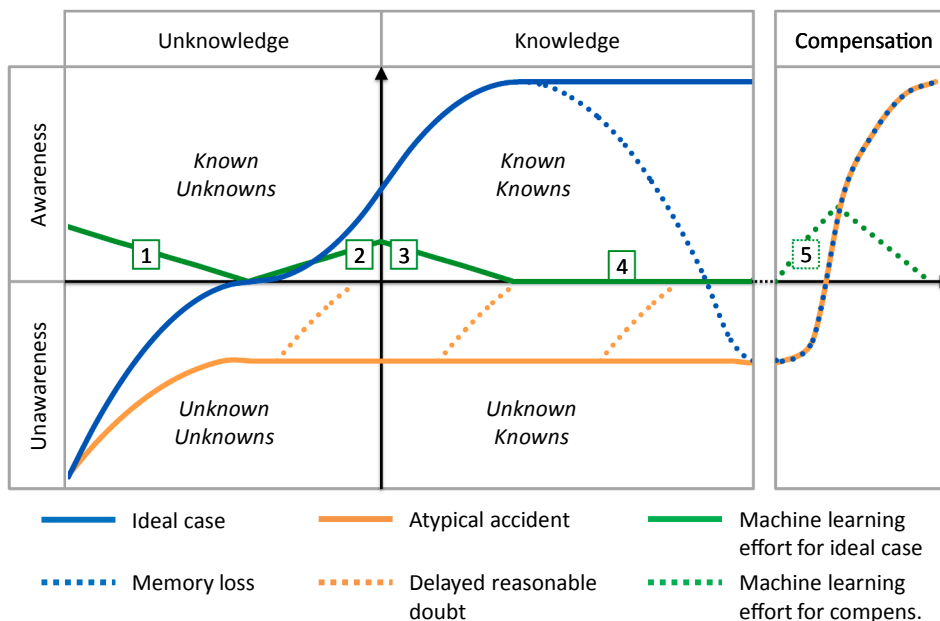 Unknowledge
Knowledge
Compensation
Awareness
Known
Unknowns
Known
Knowns
1
2
3
4
5
Unawareness
Unknown
Unknowns
Unknown
Knowns
Ideal case
Atypical accident
Machine learning
effort for ideal case
Memory loss
Delayed reasonable
doubt
Machine learning
effort for compens.